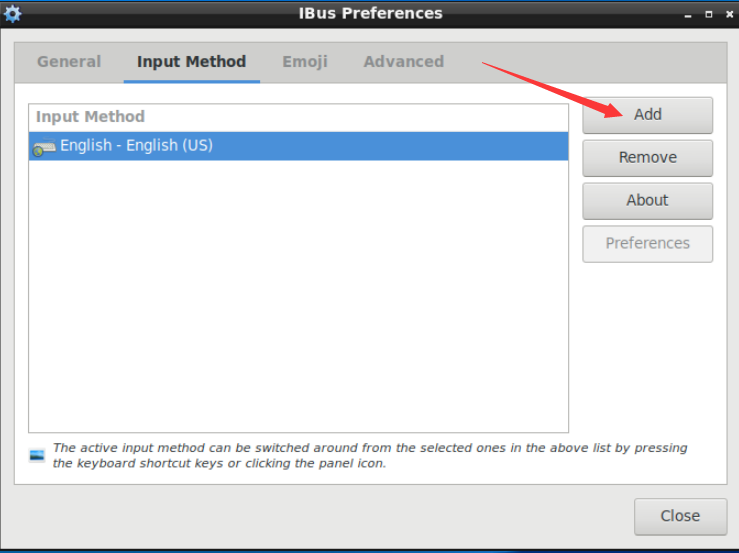 IBus Preferences
General
Input Method
Emoji
Advanced
Input Method
English - English (US)
Add
Remove
About
Preferences
The active input method can be switched around from the selected ones in the above list by pressing
the keyboard shortcut keys or clicking the panel icon.
Close